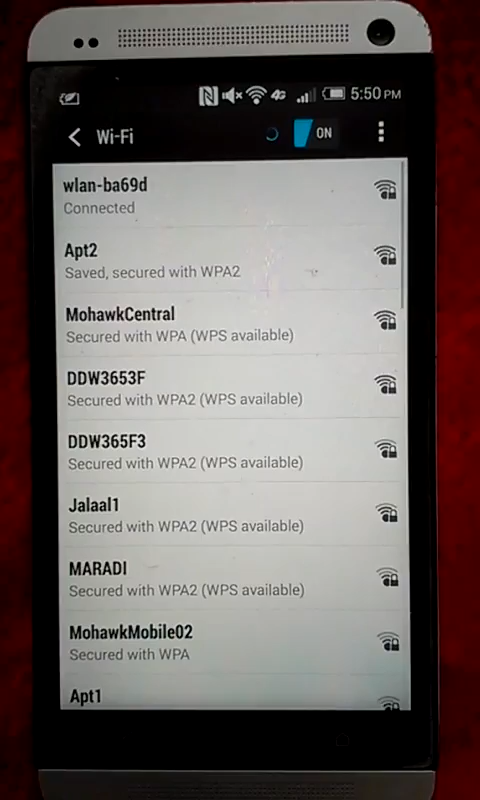 4G 5:50 PM
Wi-Fi ON
wlan-ba69d
Connected
Apt2
Saved, secured with WPA2
MohawkCentral
Secured with WPA (WPS available)
DDW3653F
Secured with WPA2 (WPS available)
DDW365F3
Secured with WPA2 (WPS available)
Jalaal1
Secured with WPA2 (WPS available)
MARADI
Secured with WPA2 (WPS available)
MohawkMobile02
Secured with WPA
Apt1